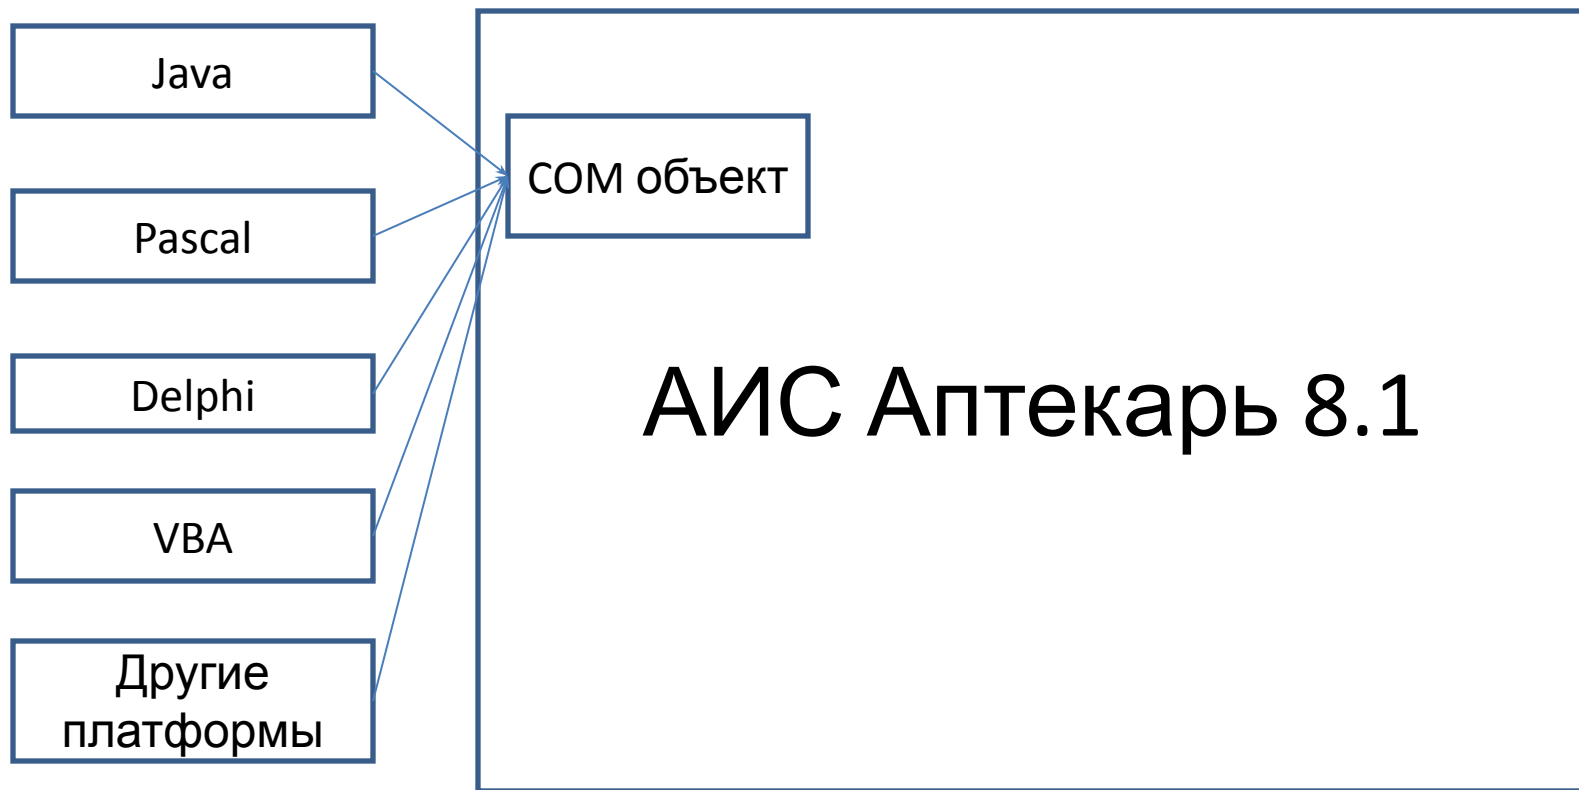 Java
Pascal
Delphi
VBA
Другие
платформы
COM объект
АИС Аптекарь 8.1